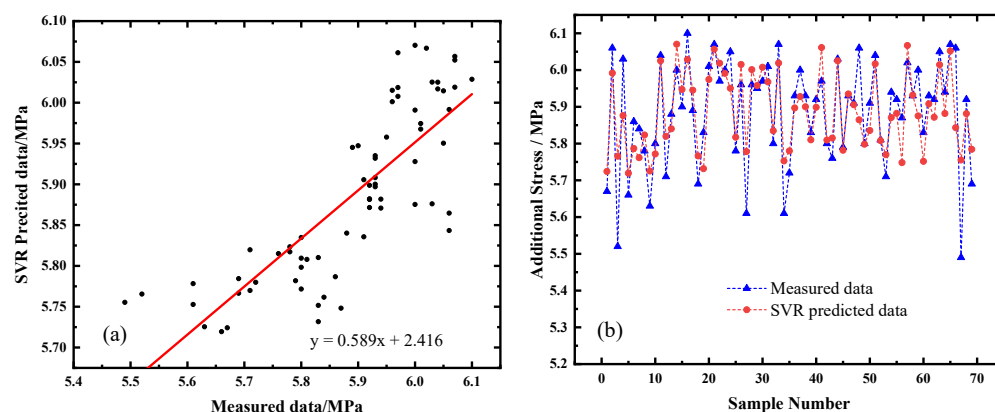 (a)
SVR Precited data/MPa
6.05
6.00
5.95
5.90
5.85
5.80
5.75
5.70
y = 0.589x + 2.416
5.4 5.5 5.6 5.7 5.8 5.9 6.0 6.1
Measured data/MPa
(b)
Additional Stress / MPa
6.1
6.0
5.9
5.8
5.7
5.6
5.5
5.4
5.3
5.2
Measured data
SVR predicted data
0 10 20 30 40 50 60 70
Sample Number